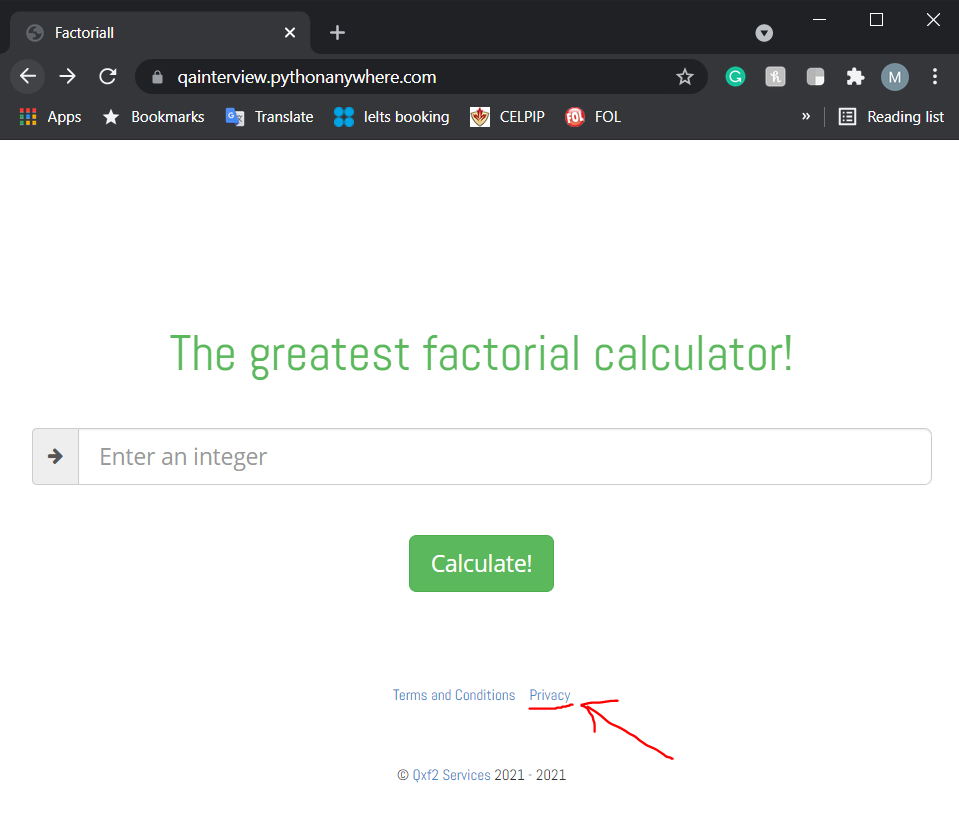 Factoriall
qainterview.pythonanywhere.com
G
h
M
Apps Bookmarks Translate Ielts booking CELPIP FOL FOL » Reading list
The greatest factorial calculator!
Enter an integer
Calculate!
Terms and Conditions Privacy
© Qxf2 Services 2021 - 2021